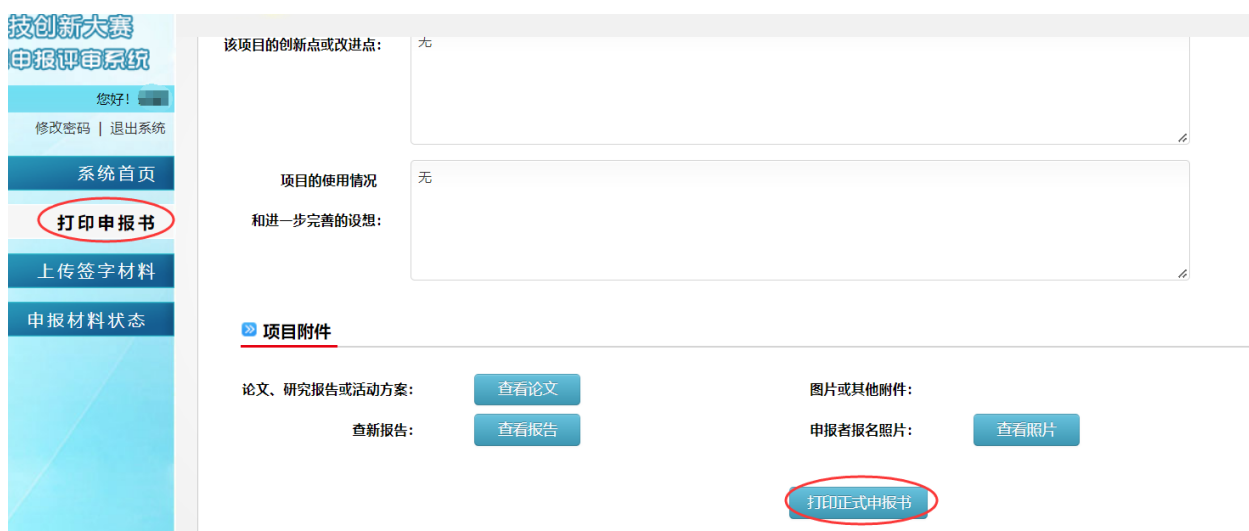 技创新大赛
申报评审系统
您好！
修改密码 | 退出系统
系统首页
打印申报书
上传签字材料
申报材料状态
该项目的创新点或改进点：
无
项目的使用情况
和进一步完善的设想：
无
项目附件
论文、研究报告或活动方案：
查看论文
图片或其他附件：
查新报告：
查看报告
申报者报名照片：
查看照片
打印正式申报书